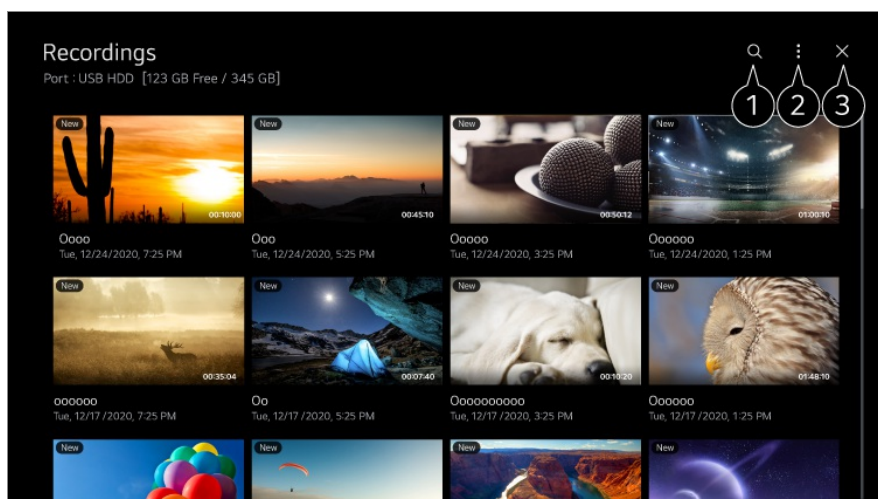 Recordings
Port : USB HDD [123 GB Free / 345 GB]
1 2 3
New New New New
00:10:00 00:45:10 00:50:12 01:00:10
Oooo Ooo Ooooo Oooooo
Tue, 12/24/2020, 7:25 PM Tue, 12/24/2020, 5:25 PM Tue, 12/24/2020, 3:25 PM Tue, 12/24/2020, 1:25 PM
New New New New
00:35:04 00:07:40 00:10:20 01:48:10
oooooo Oo Oooooooooo Oooooo
Tue, 12/17/2020, 7:25 PM Tue, 12/17/2020, 5:25 PM Tue, 12/17/2020, 3:25 PM Tue, 12/17/2020, 1:25 PM
New New New New